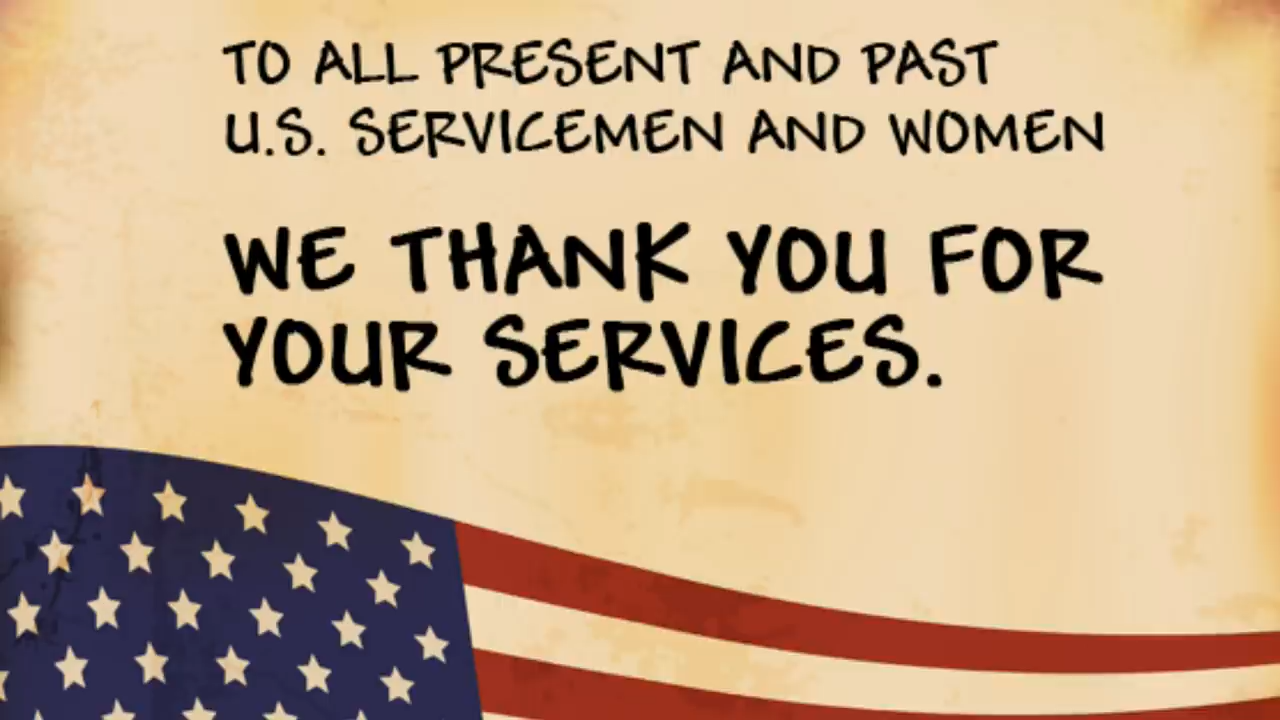 TO ALL PRESENT AND PAST
U.S. SERVICEMEN AND WOMEN
WE THANK YOU FOR
YOUR SERVICES.